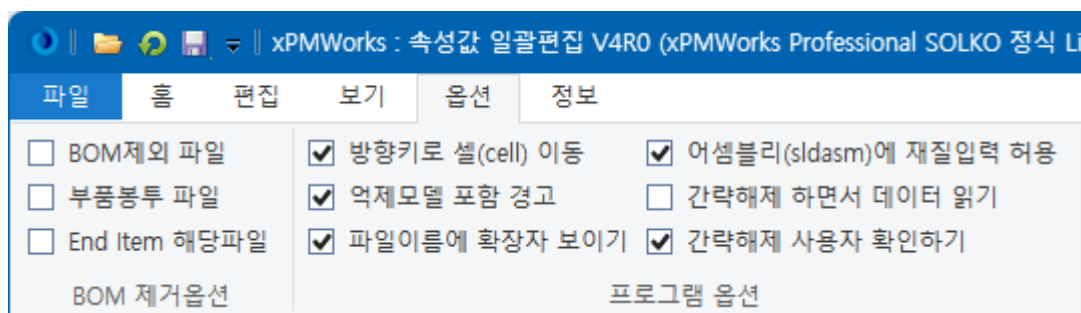 xPMWorks : 속성값 일괄편집 V4R0 (xPMWorks Professional SOLKO 정식 Li
파일 홈 편집 보기 옵션 정보
BOM제외 파일 방향키로 셀(cell) 이동 어셈블리(sldasm)에 재질입력 허용
부품봉투 파일 억제모델 포함 경고 간략해제 하면서 데이터 읽기
End Item 해당파일 파일이름에 확장자 보이기 간략해제 사용자 확인하기
BOM 제거옵션 프로그램 옵션